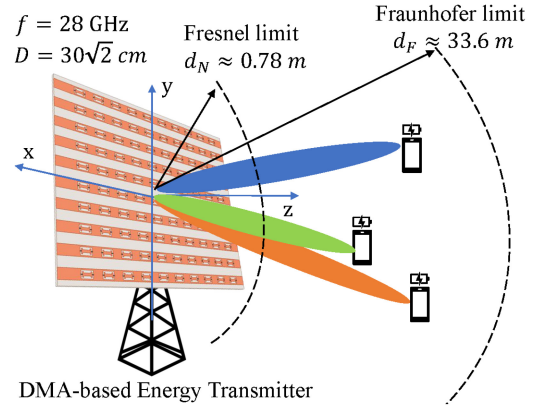 f = 28 GHz
D = 30√2 cm
Fresnel limit
d_N ≈ 0.78 m
Fraunhofer limit
d_F ≈ 33.6 m
y
x
z
DMA-based Energy Transmitter